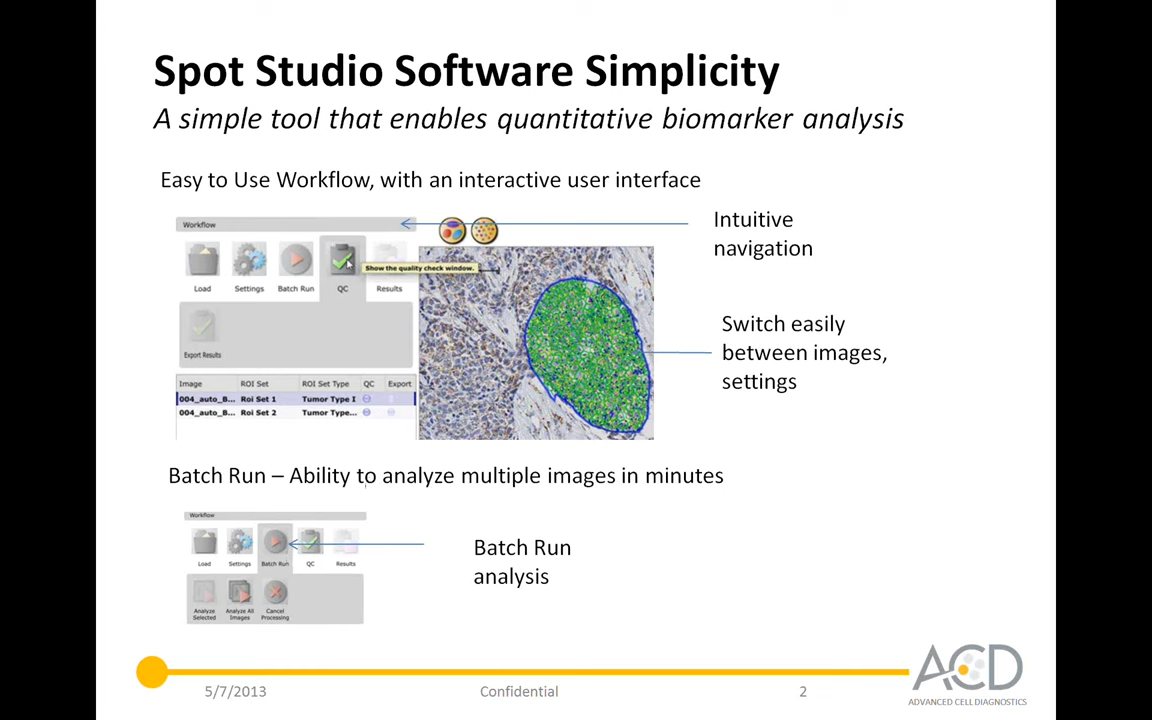 Spot Studio Software Simplicity
A simple tool that enables quantitative biomarker analysis
Easy to Use Workflow, with an interactive user interface
Workflow
Show the quality check window.
Load Settings Batch Run QC Results
Export Results
Image ROI Set ROI Set Type QC Export
004_auto_B... Roi Set 1 Tumor Type I
004_auto_B... Roi Set 2 Tumor Type...
Intuitive
navigation
Switch easily
between images,
settings
Batch Run – Ability to analyze multiple images in minutes
Workflow
Load Settings Batch Run QC Results
Analyze Selected
Analyze All Images
Cancel Processing
Batch Run
analysis
5/7/2013 Confidential 2
ACD
ADVANCED CELL DIAGNOSTICS